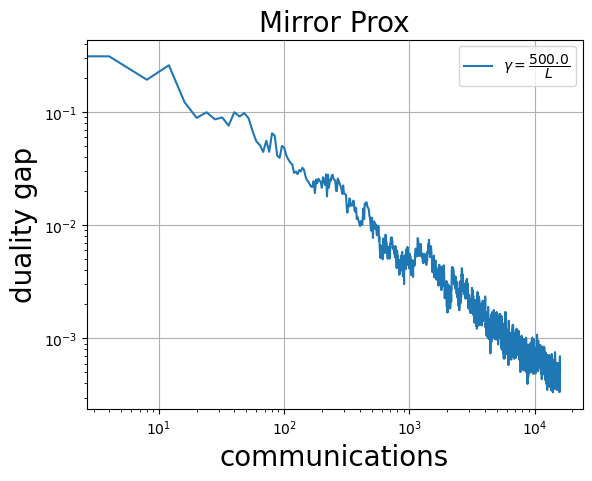 Mirror Prox
γ = 500.0/L
duality gap
10⁻¹
10⁻²
10⁻³
10¹ 10² 10³ 10⁴
communications